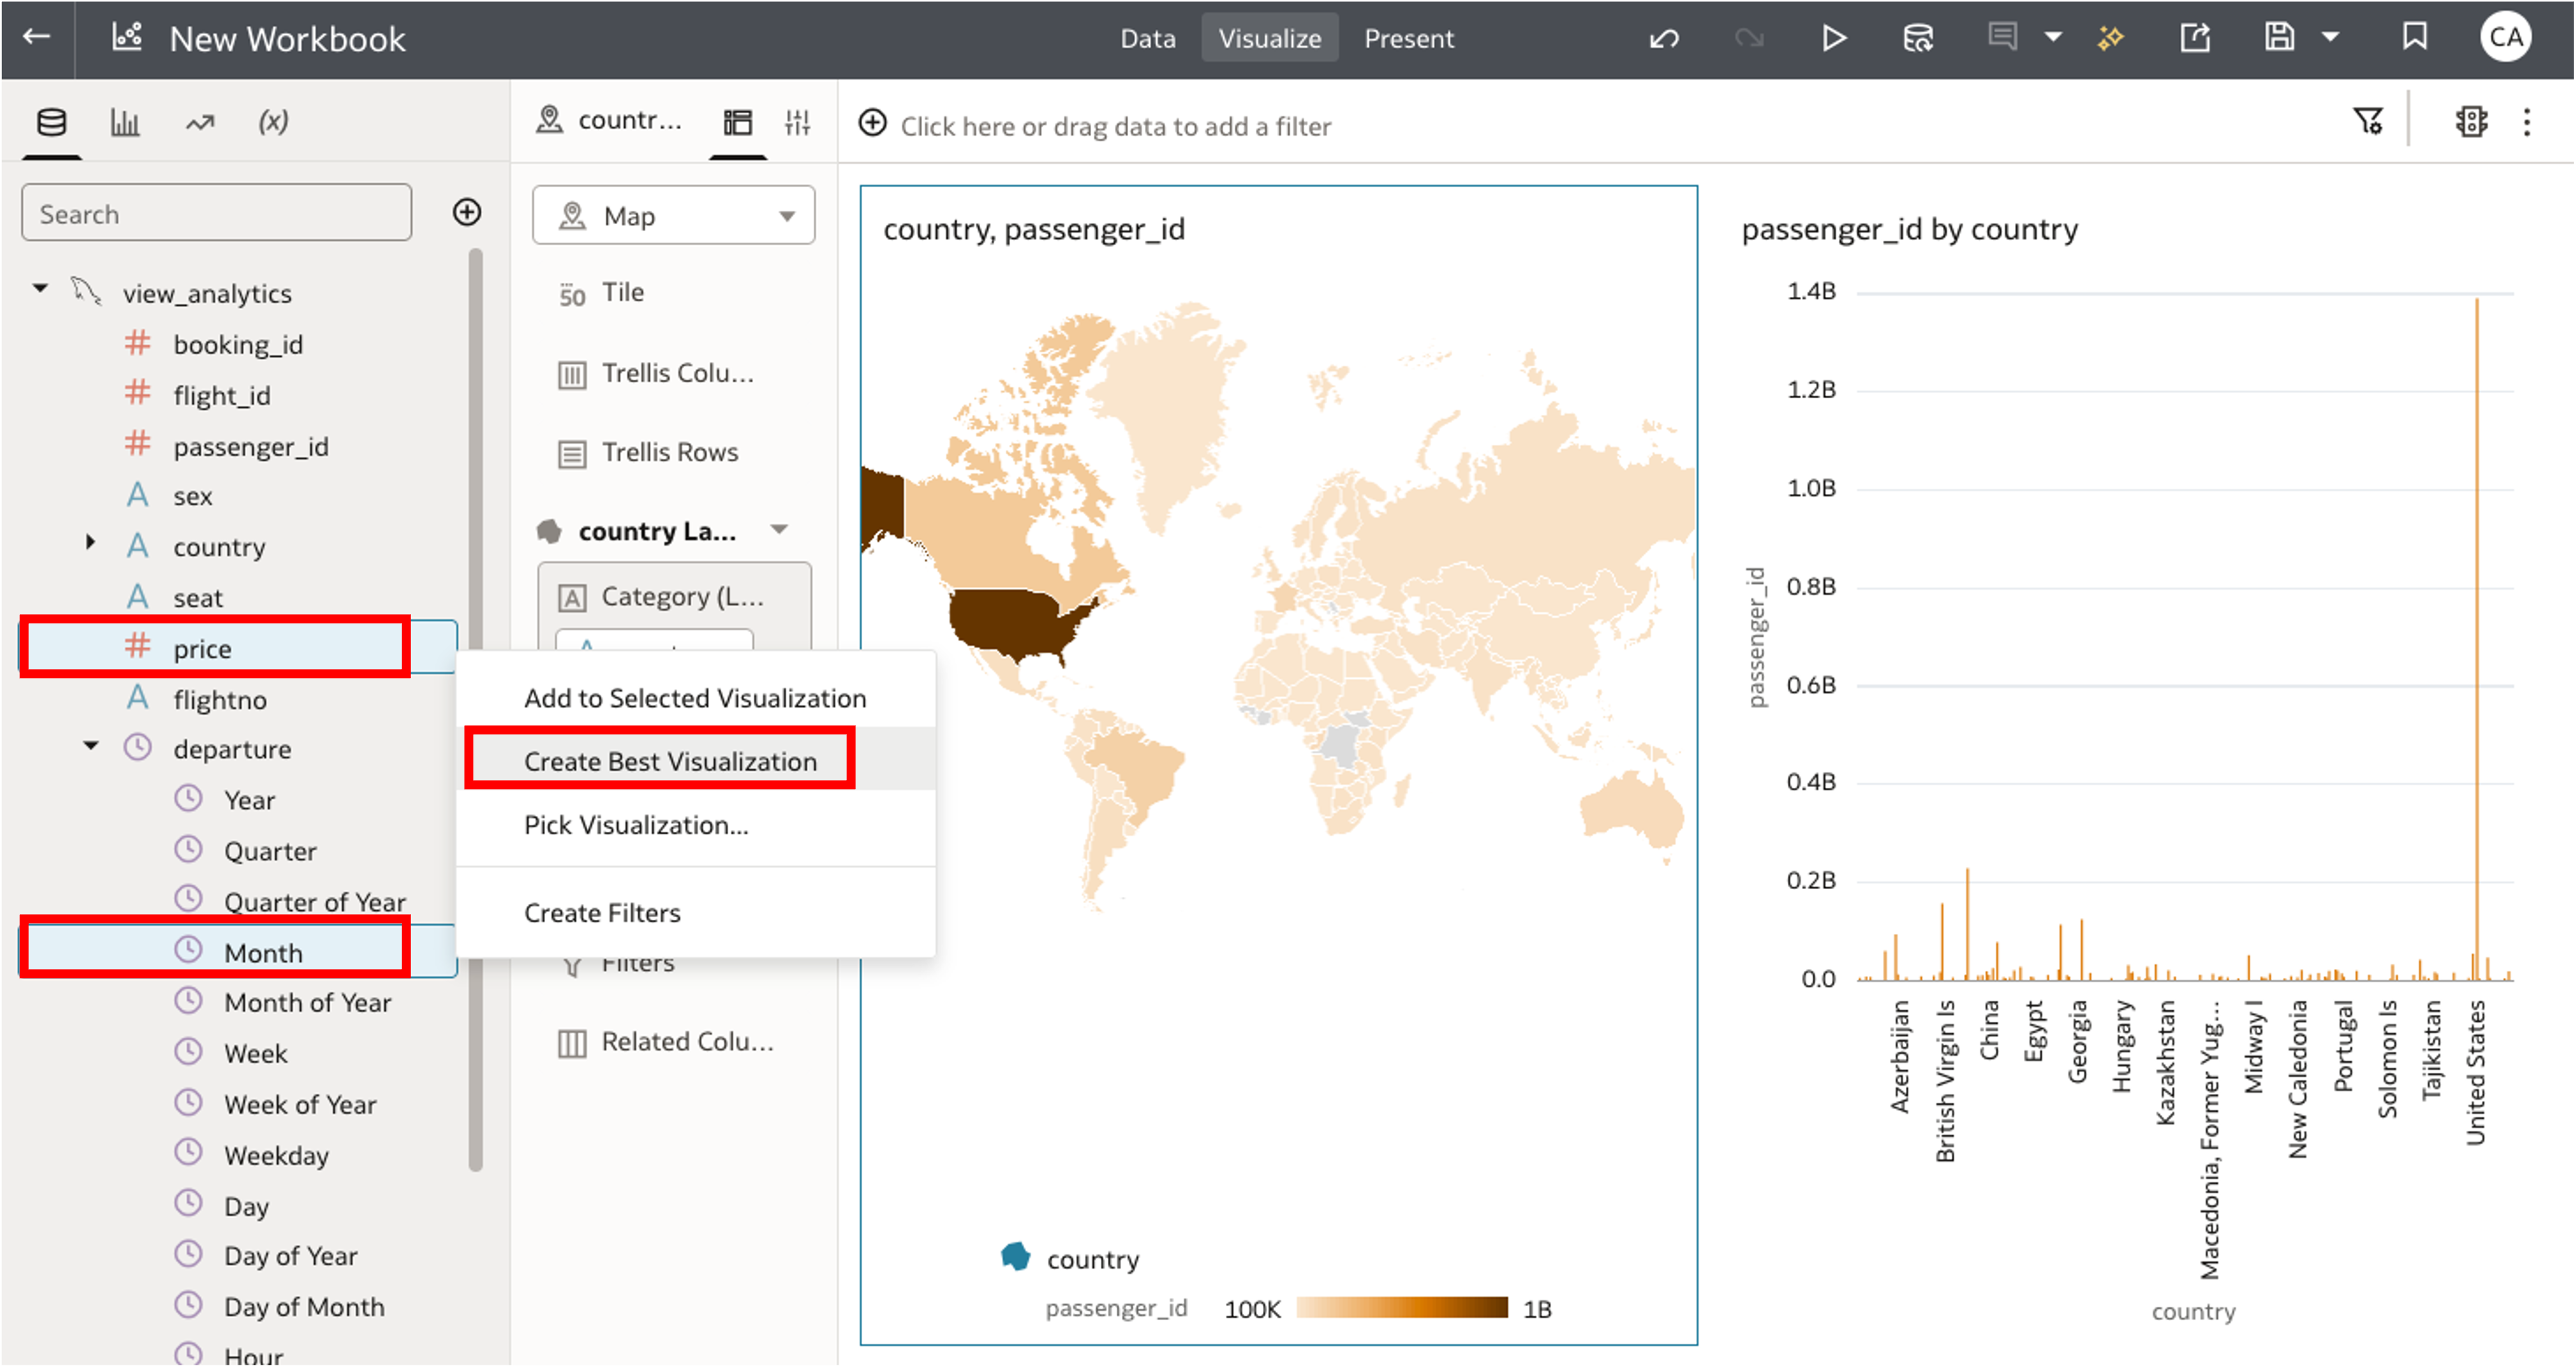 New Workbook
Data
Visualize
Present
CA
(x)
countr...
Click here or drag data to add a filter
Search
Map
view_analytics
booking_id
flight_id
passenger_id
sex
country
seat
price
flightno
departure
Year
Quarter
Quarter of Year
Month
Month of Year
Week
Week of Year
Weekday
Day
Day of Year
Day of Month
Hour
50 Tile
Trellis Colu...
Trellis Rows
country La...
A Category (L...
Filters
Related Colu...
Add to Selected Visualization
Create Best Visualization
Pick Visualization...
Create Filters
country, passenger_id
country
passenger_id 100K 1B
passenger_id by country
passenger_id
1.4B
1.2B
1.0B
0.8B
0.6B
0.4B
0.2B
0.0
Azerbaijan
British Virgin Is
China
Egypt
Georgia
Hungary
Kazakhstan
Macedonia, Former Yug...
Midway I
New Caledonia
Portugal
Solomon Is
Tajikistan
United States
country